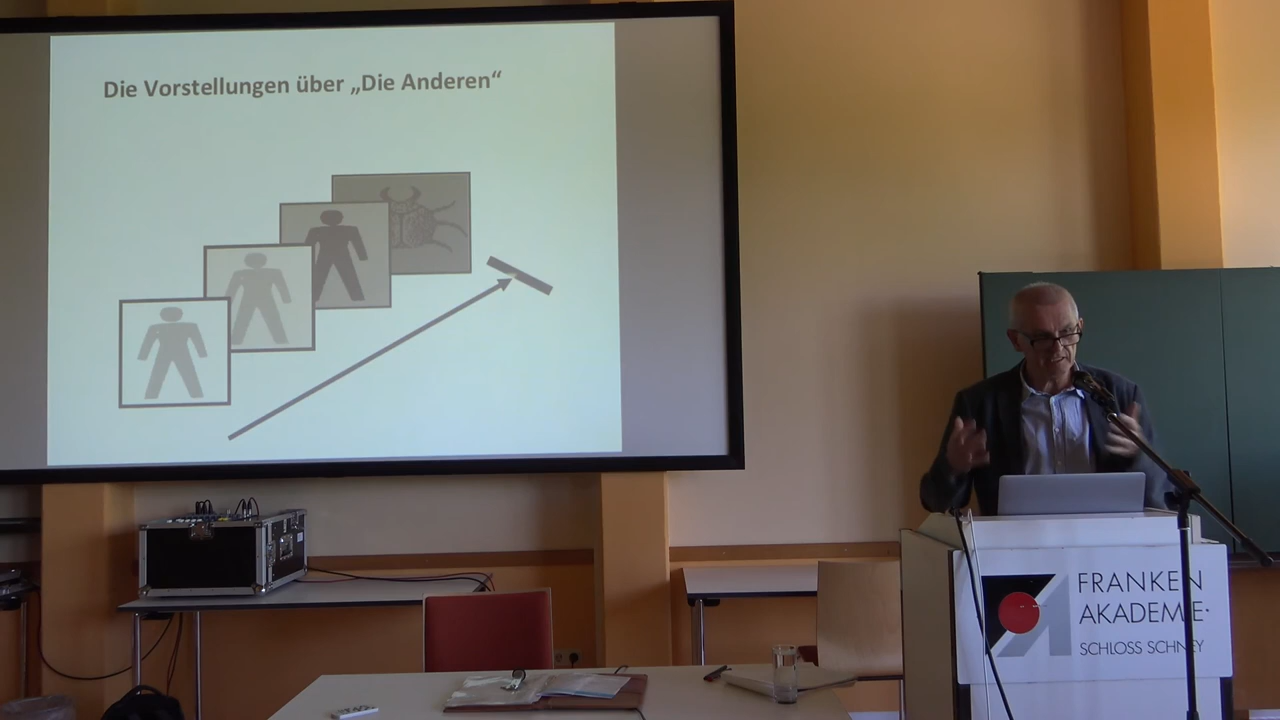 Die Vorstellungen über „Die Anderen“
FRANKEN
AKADEMIE
SCHLOSS SCHNEY